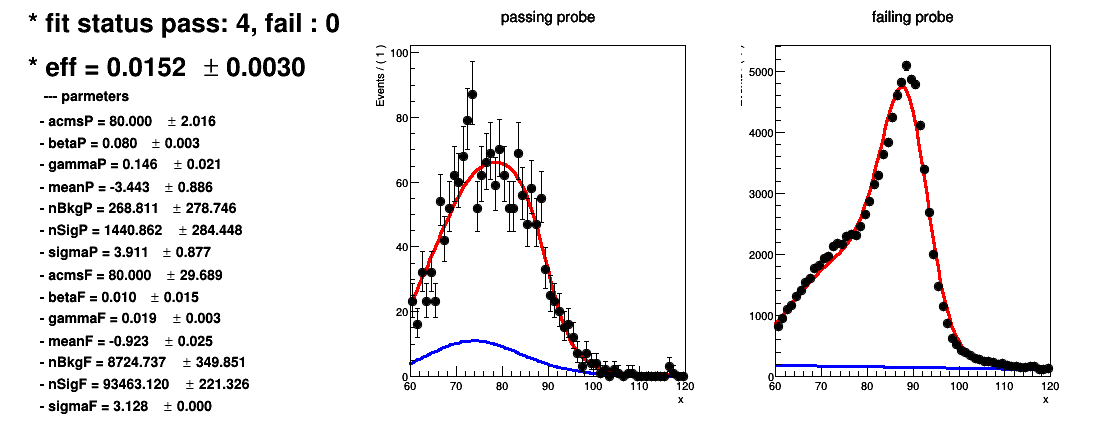 * fit status pass: 4, fail : 0
* eff = 0.0152 ± 0.0030
--- parmeters
- acmsP = 80.000 ± 2.016
- betaP = 0.080 ± 0.003
- gammaP = 0.146 ± 0.021
- meanP = -3.443 ± 0.886
- nBkgP = 268.811 ± 278.746
- nSigP = 1440.862 ± 284.448
- sigmaP = 3.911 ± 0.877
- acmsF = 80.000 ± 29.689
- betaF = 0.010 ± 0.015
- gammaF = 0.019 ± 0.003
- meanF = -0.923 ± 0.025
- nBkgF = 8724.737 ± 349.851
- nSigF = 93463.120 ± 221.326
- sigmaF = 3.128 ± 0.000
passing probe
Events / ( 1 )
100
80
60
40
20
0
60 70 80 90 100 110 120
x
failing probe
5000
4000
3000
2000
1000
0
60 70 80 90 100 110 120
x